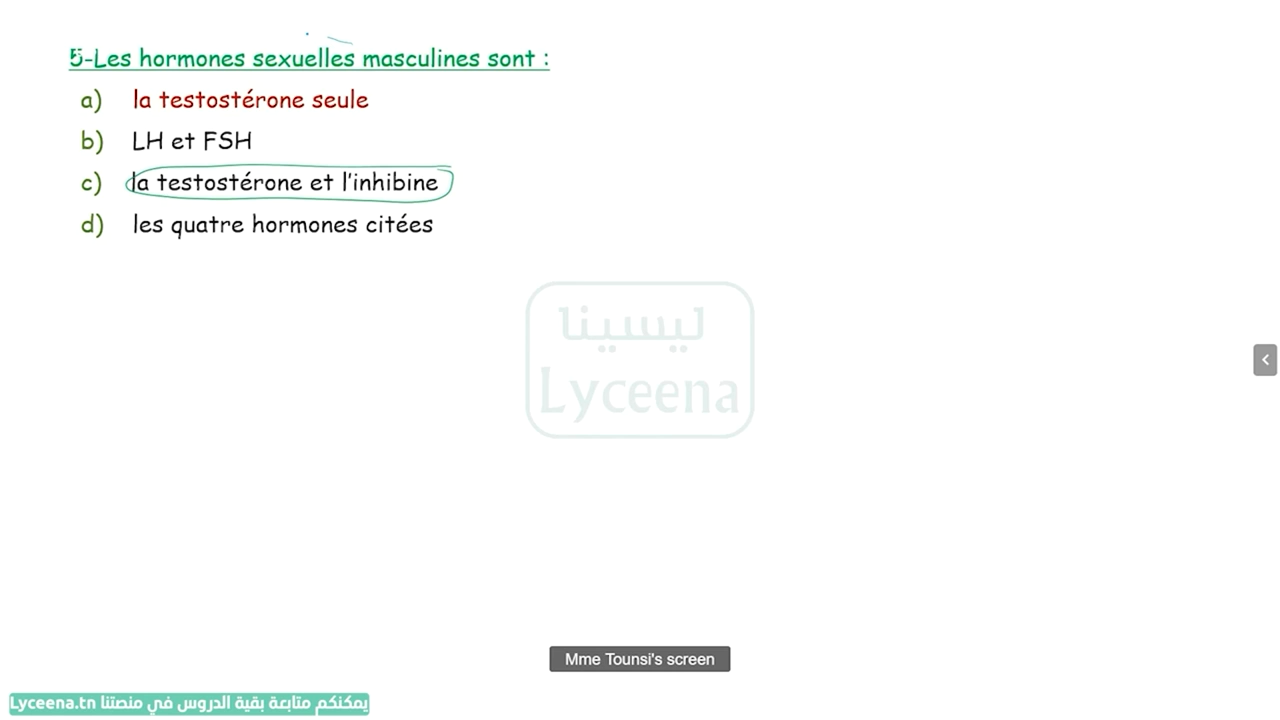 5-Les hormones sexuelles masculines sont :
a) la testostérone seule
b) LH et FSH
c) la testostérone et l'inhibine
d) les quatre hormones citées
ليسينا
Lyceena
Mme Tounsi's screen
يمكنكم متابعة بقية الدروس في منصتنا Lyceena.tn